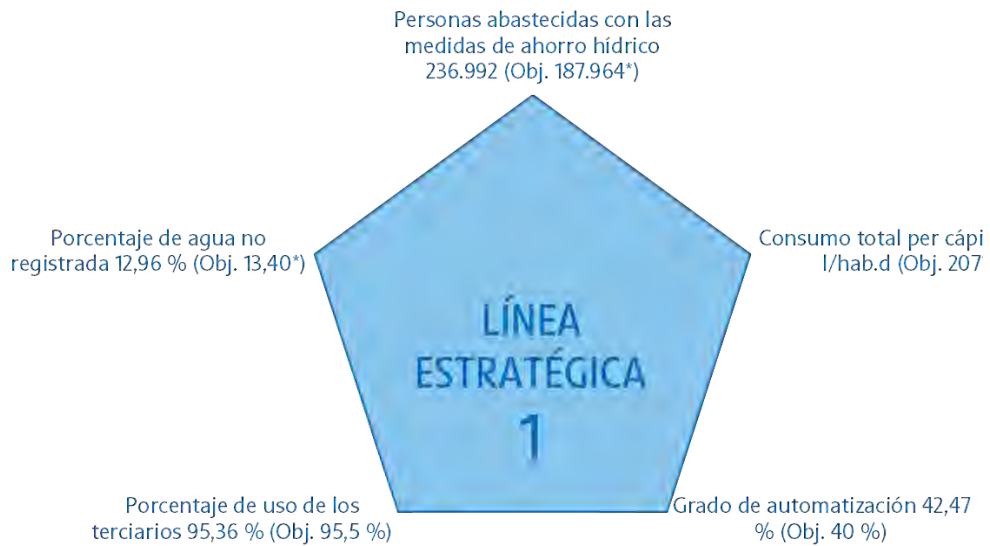 Personas abastecidas con las
medidas de ahorro hídrico
236.992 (Obj. 187.964*)
Porcentaje de agua no
registrada 12,96 % (Obj. 13,40*)
Consumo total per cápi
l/hab.d (Obj. 207
LÍNEA
ESTRATÉGICA
1
Porcentaje de uso de los
terciarios 95,36 % (Obj. 95,5 %)
Grado de automatización 42,47
% (Obj. 40 %)